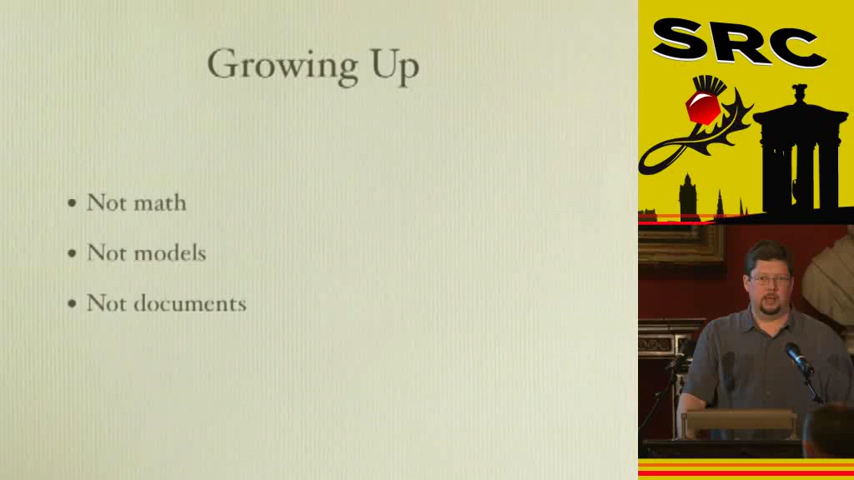 Growing Up
• Not math
• Not models
• Not documents
SRC